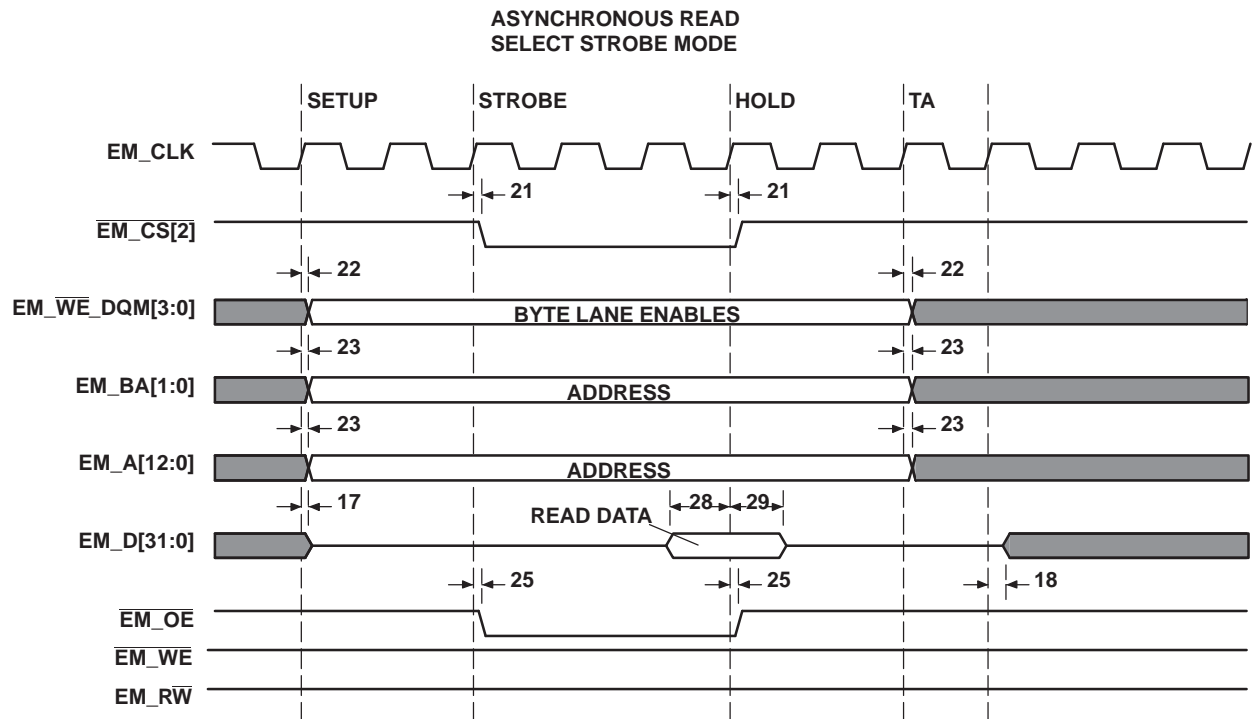 ASYNCHRONOUS READ
SELECT STROBE MODE
SETUP STROBE HOLD TA
EM_CLK
21 21
EM_CS[2]
22 22
EM_WE_DQM[3:0] BYTE LANE ENABLES
23 23
EM_BA[1:0] ADDRESS
23 23
EM_A[12:0] ADDRESS
17 28 29
READ DATA
EM_D[31:0]
25 25 18
EM_OE
EM_WE
EM_RW